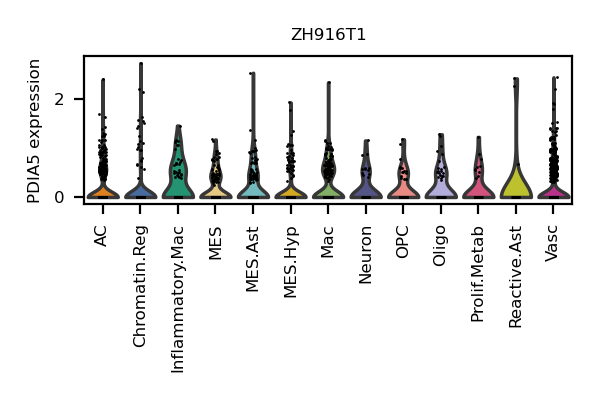 ZH916T1
PDIA5 expression
2
0
AC
Chromatin.Reg
Inflammatory.Mac
MES
MES.Ast
MES.Hyp
Mac
Neuron
OPC
Oligo
Prolif.Metab
Reactive.Ast
Vasc